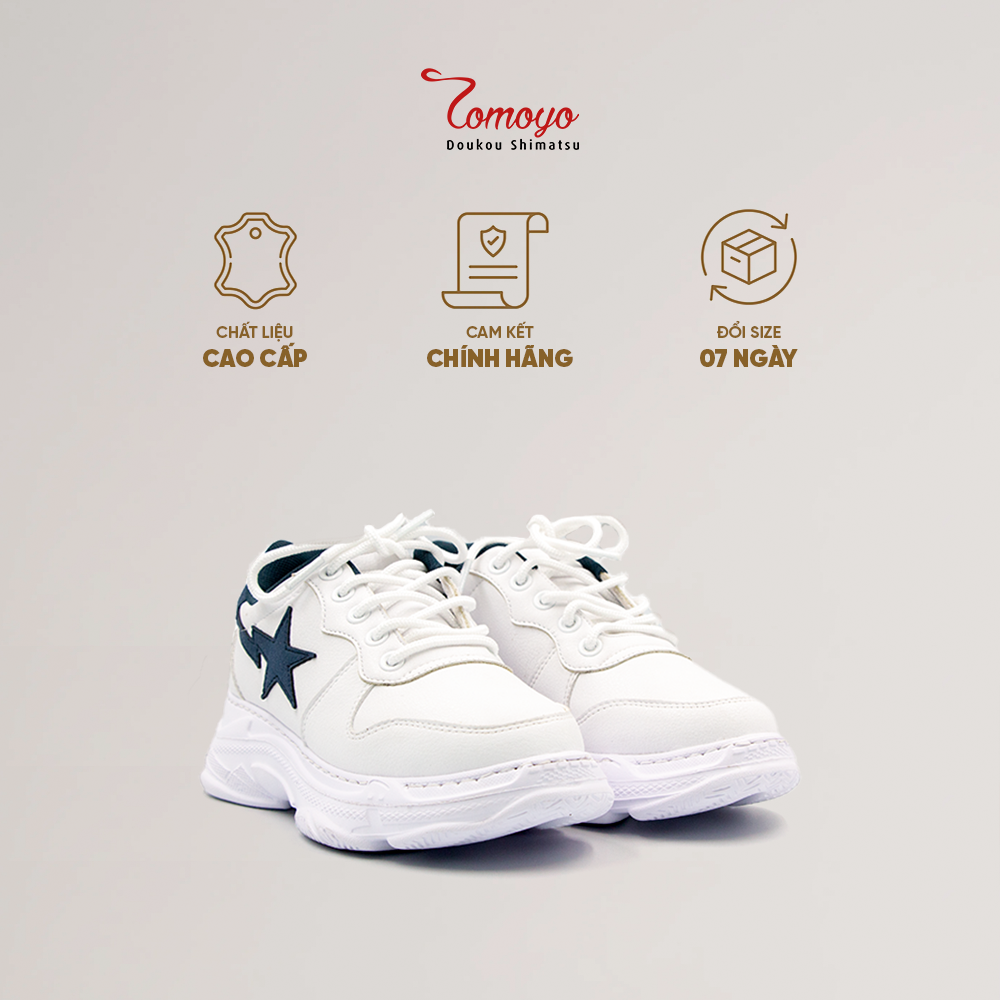 Tomoyo
Doukou Shimatsu
CHẤT LIỆU
CAO CẤP
CAM KẾT
CHÍNH HÃNG
ĐỔI SIZE
07 NGÀY